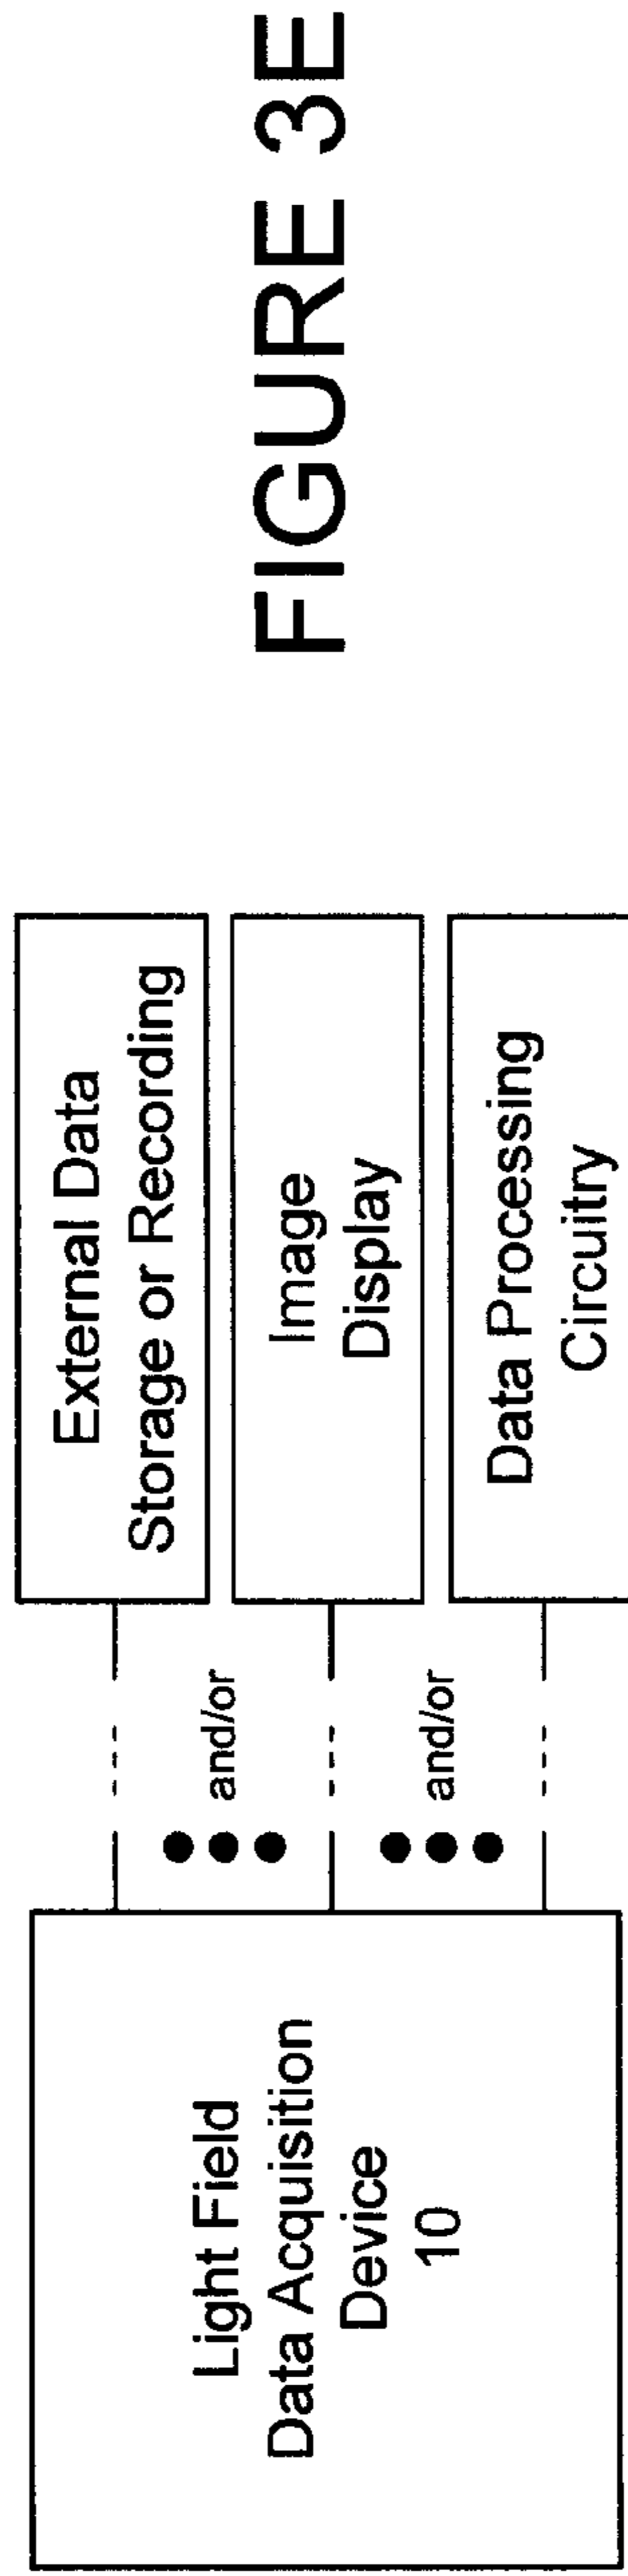 Light Field
Data Acquisition
Device
10
and/or
and/or
External Data
Storage or Recording
Image
Display
Data Processing
Circuitry
FIGURE 3E